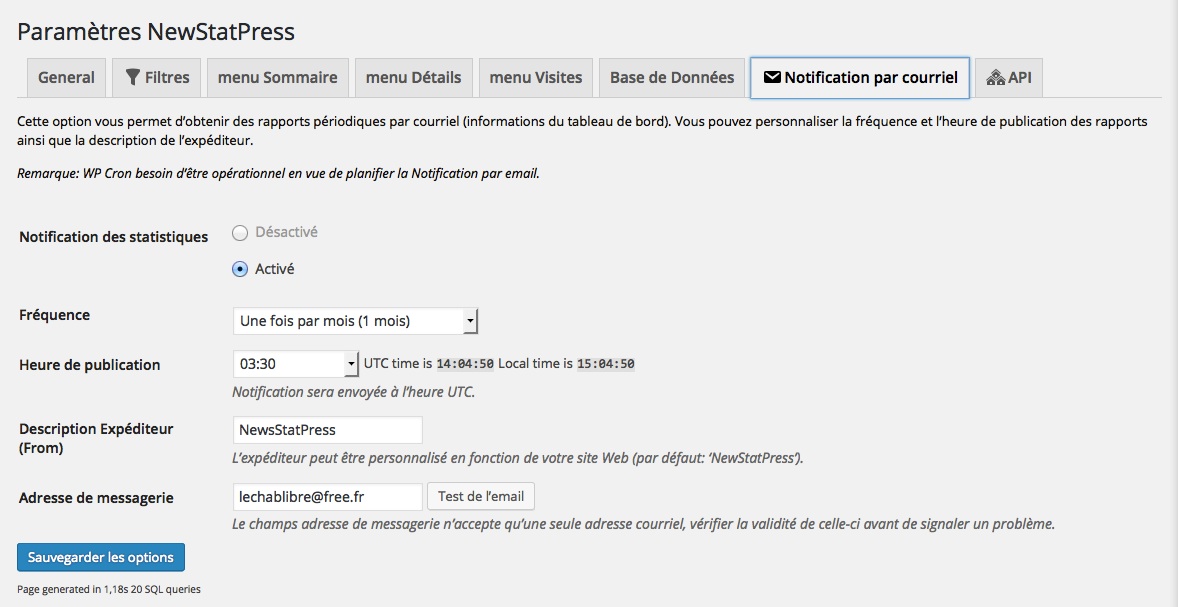 Paramètres NewStatPress
General Filtres menu Sommaire menu Détails menu Visites Base de Données Notification par courriel API
Cette option vous permet d’obtenir des rapports périodiques par courriel (informations du tableau de bord). Vous pouvez personnaliser la fréquence et l’heure de publication des rapports
ainsi que la description de l’expéditeur.
Remarque: WP Cron besoin d’être opérationnel en vue de planifier la Notification par email.
Notification des statistiques
Désactivé
Activé
Fréquence
Une fois par mois (1 mois)
Heure de publication
03:30 UTC time is 14:04:50 Local time is 15:04:50
Notification sera envoyée à l’heure UTC.
Description Expéditeur
(From)
NewsStatPress
L’expéditeur peut être personnalisé en fonction de votre site Web (par défaut: ‘NewStatPress’).
Adresse de messagerie
lechablibre@free.fr Test de l’email
Le champs adresse de messagerie n’accepte qu’une seule adresse courriel, vérifier la validité de celle-ci avant de signaler un problème.
Sauvegarder les options
Page generated in 1,18s 20 SQL queries